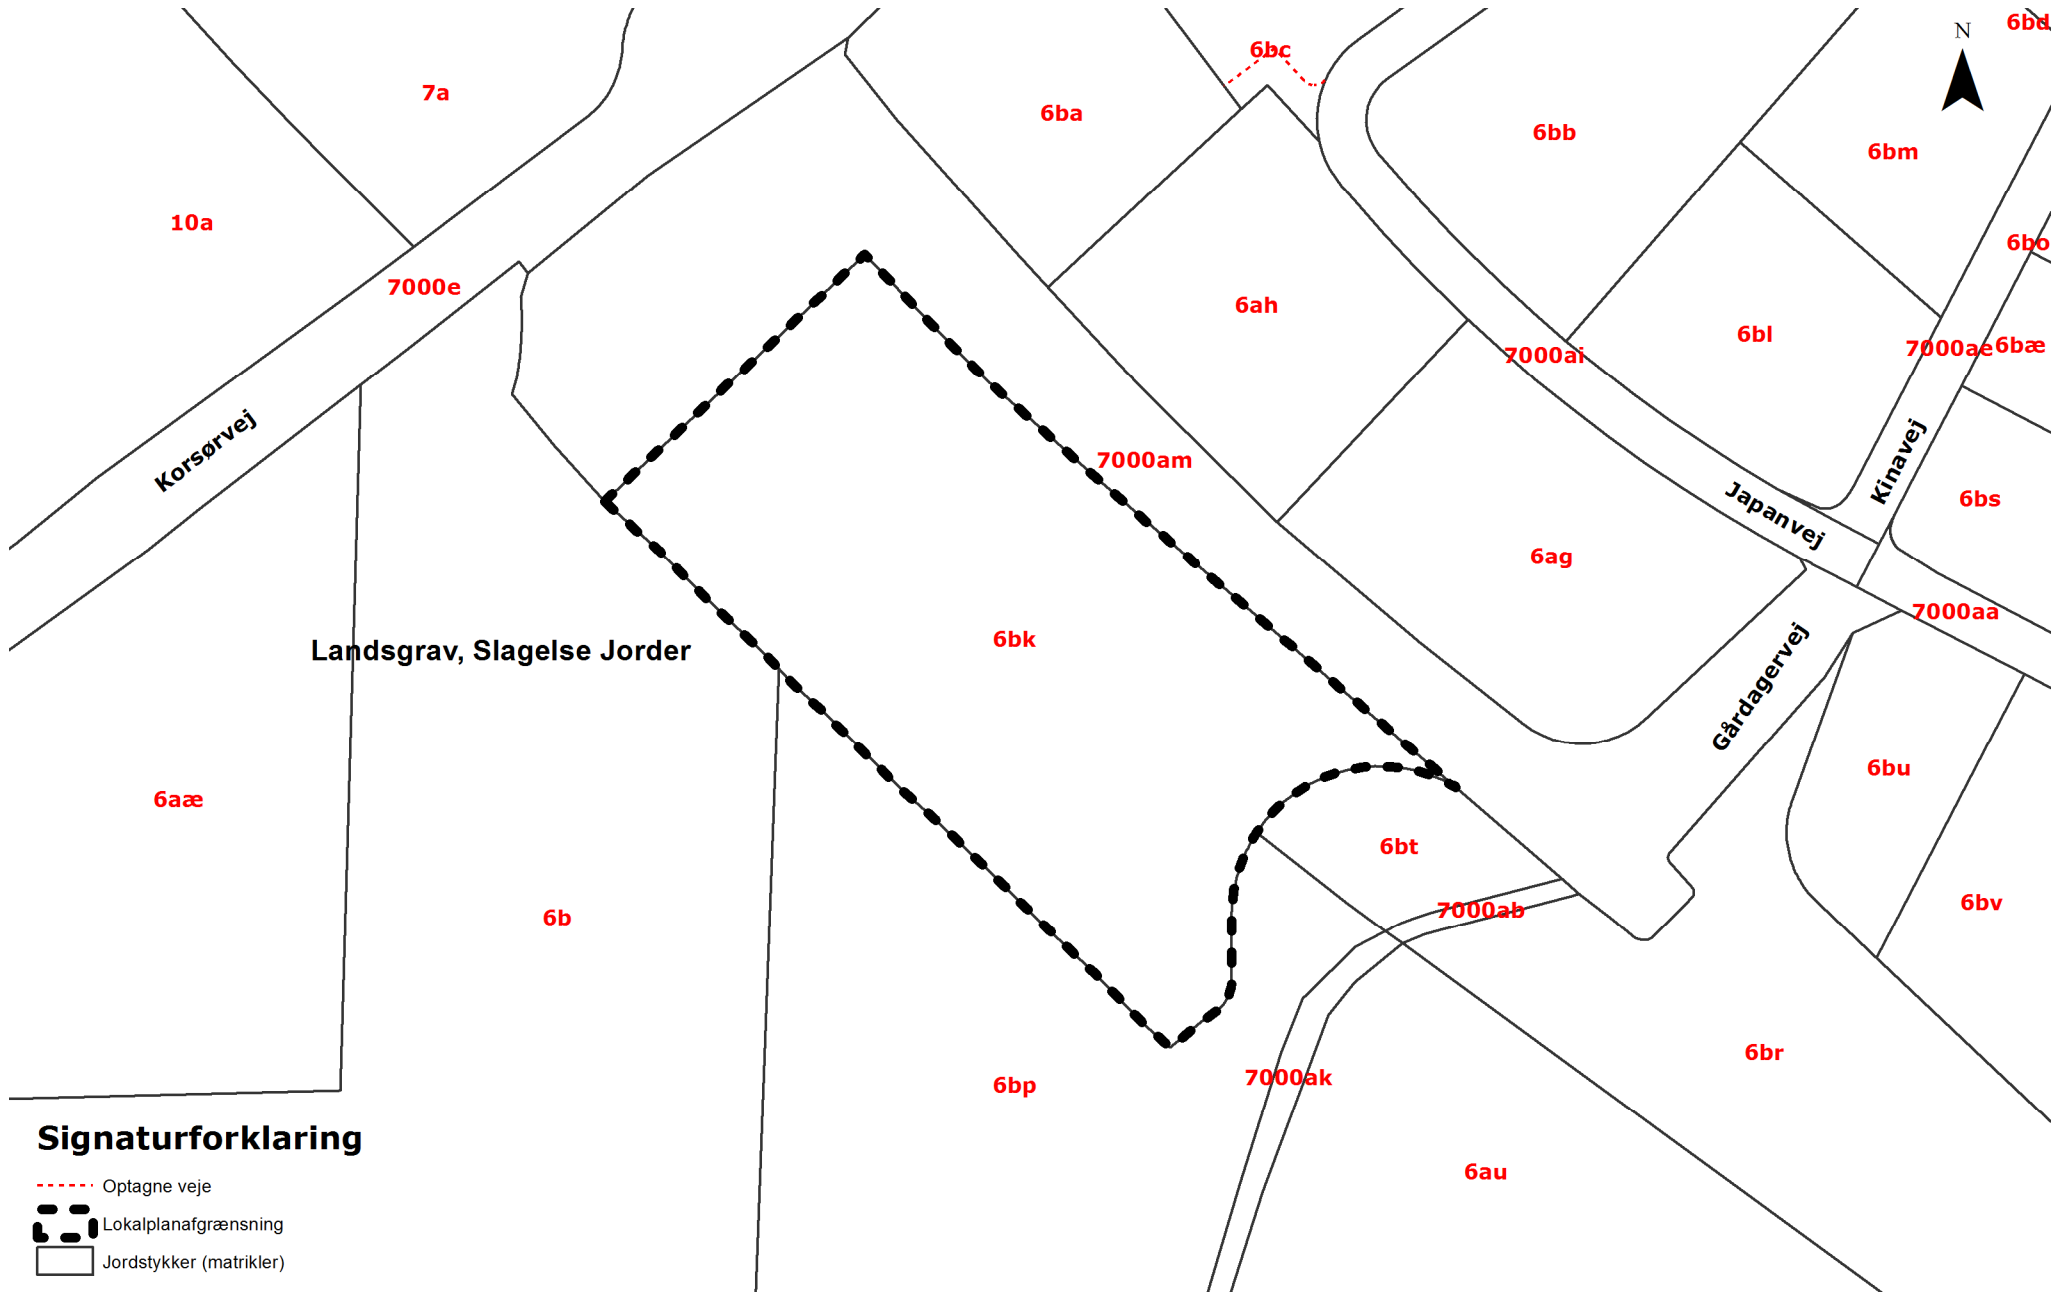 6bd
N
6bc
7a
6ba
6bb
6bm
10a
6bo
7000e
6ah
6bl
7000ai
7000ae
6bæ
Korsørvej
7000am
Kinavej
6bs
Japanvej
6ag
7000aa
6bk
Landsgrav, Slagelse Jorder
Gårdagervej
6bu
6aæ
6bt
6bv
7000ab
6b
6br
7000ak
6bp
6au
Signaturforklaring
Optagne veje
Lokalplanafgrænsning
Jordstykker (matrikler)